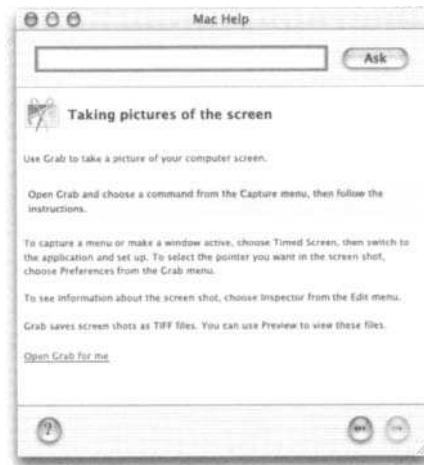 Mac Help
Ask
Taking pictures of the screen
Use Grab to take a picture of your computer screen.
Open Grab and choose a command from the Capture menu, then follow the
instructions.
To capture a menu or make a window active, choose Timed Screen, then switch to
the application and set up. To select the pointer you want in the screen shot,
choose Preferences from the Grab menu.
To see information about the screen shot, choose Inspector from the Edit menu.
Grab saves screen shots as TIFF files. You can use Preview to view these files.
Open Grab for me
?